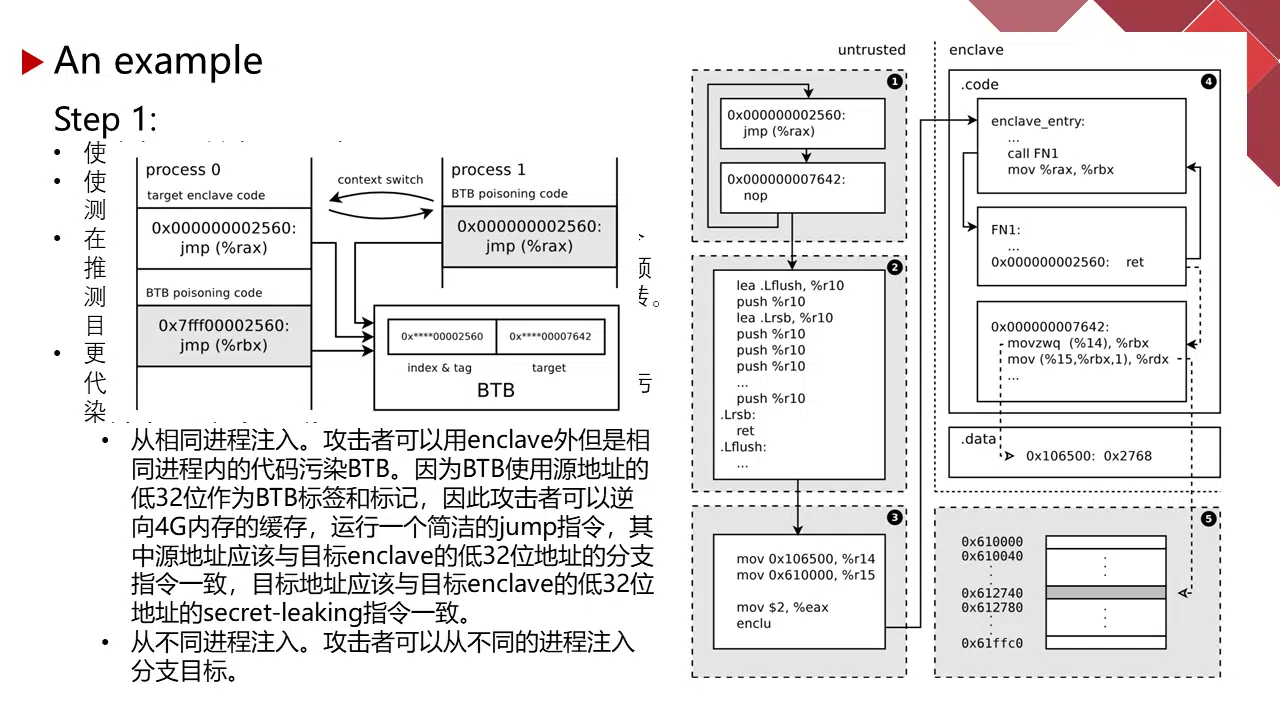 An example
Step 1:
使
使
测
在
推
测
目
更
代
染
预
转。
污
process 0
target enclave code
0x000000002560:
jmp (%rax)
BTB poisoning code
0x7fff00002560:
jmp (%rbx)
context switch
process 1
BTB poisoning code
0x000000002560:
jmp (%rax)
0x****00002560
0x****00007642
index & tag
target
BTB
从相同进程注入。攻击者可以用enclave外但是相
同进程内的代码污染BTB。因为BTB使用源地址的
低32位作为BTB标签和标记，因此攻击者可以逆
向4G内存的缓存，运行一个简洁的jump指令，其
中源地址应该与目标enclave的低32位地址的分支
指令一致，目标地址应该与目标enclave的低32位
地址的secret-leaking指令一致。
从不同进程注入。攻击者可以从不同的进程注入
分支目标。
untrusted
1
0x000000002560:
jmp (%rax)
0x000000007642:
nop
2
lea .Lflush, %r10
push %r10
lea .Lrsb, %r10
push %r10
push %r10
push %r10
...
push %r10
.Lrsb:
ret
.Lflush:
...
3
mov 0x106500, %r14
mov 0x610000, %r15
mov $2, %eax
enclu
enclave
4
.code
enclave_entry:
...
call FN1
mov %rax, %rbx
FN1:
...
0x000000002560: ret
0x000000007642:
movzwq (%14), %rbx
mov (%15,%rbx,1), %rdx
...
.data
0x106500: 0x2768
5
0x610000
0x610040
0x612740
0x612780
0x61ffc0